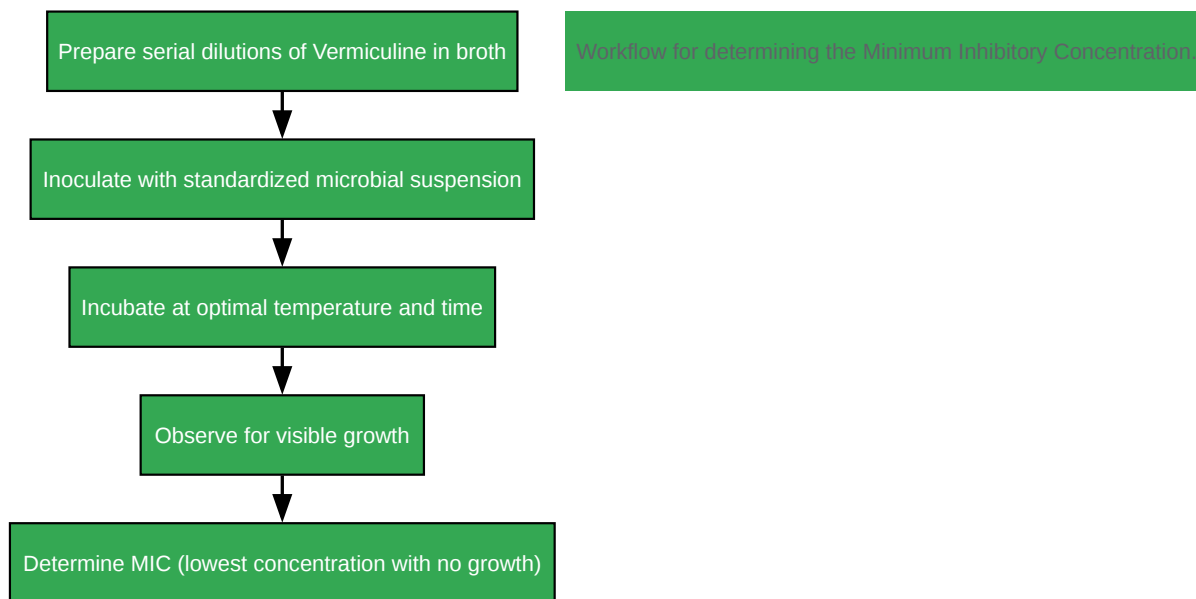 Prepare serial dilutions of Vermiculine in broth
Workflow for determining the Minimum Inhibitory Concentration.
Inoculate with standardized microbial suspension
Incubate at optimal temperature and time
Observe for visible growth
Determine MIC (lowest concentration with no growth)